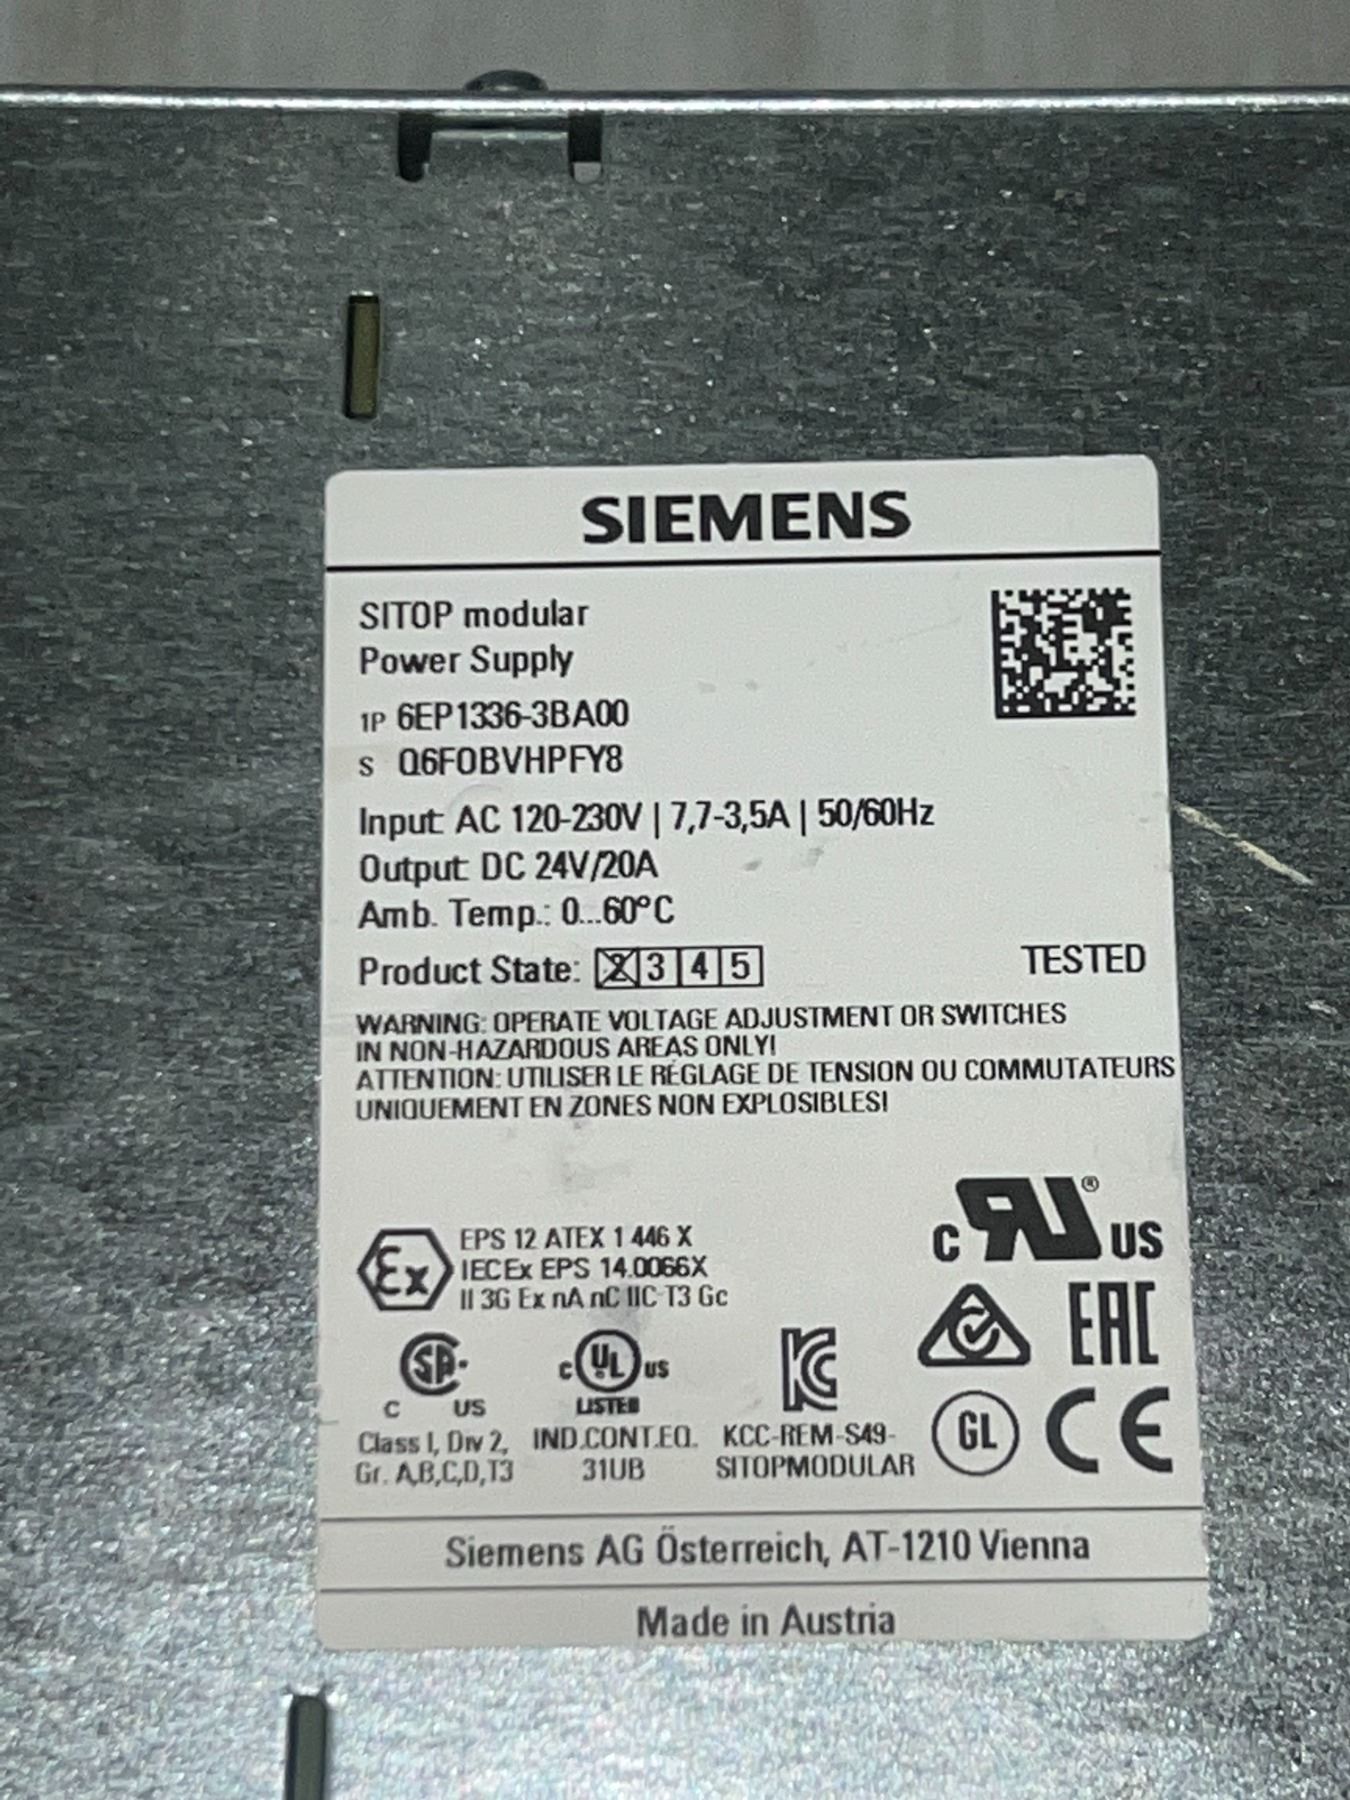 SIEMENS
SITOP modular
Power Supply
1P 6EP1336-3BA00
S Q6FOBVHPFY8
Input: AC 120-230V | 7,7-3,5A | 50/60Hz
Output: DC 24V/20A
Amb. Temp.: 0...60°C
Product State: 2 3 4 5 TESTED
WARNING: OPERATE VOLTAGE ADJUSTMENT OR SWITCHES
IN NON-HAZARDOUS AREAS ONLY!
ATTENTION: UTILISER LE RÉGLAGE DE TENSION OU COMMUTATEURS
UNIQUEMENT EN ZONES NON EXPLOSIBLES!
Ex
EPS 12 ATEX 1 446 X
IECEx EPS 14.0066X
II 3G Ex nA nC IIC T3 Gc
c RU ® US
EAC
SA
C US
Class I, Div 2,
Gr. A,B,C,D,T3
c UL us
LISTED
IND.CONT.EQ.
31UB
KC
KCC-REM-S49-
SITOPMODULAR
GL
CE
Siemens AG Österreich, AT-1210 Vienna
Made in Austria